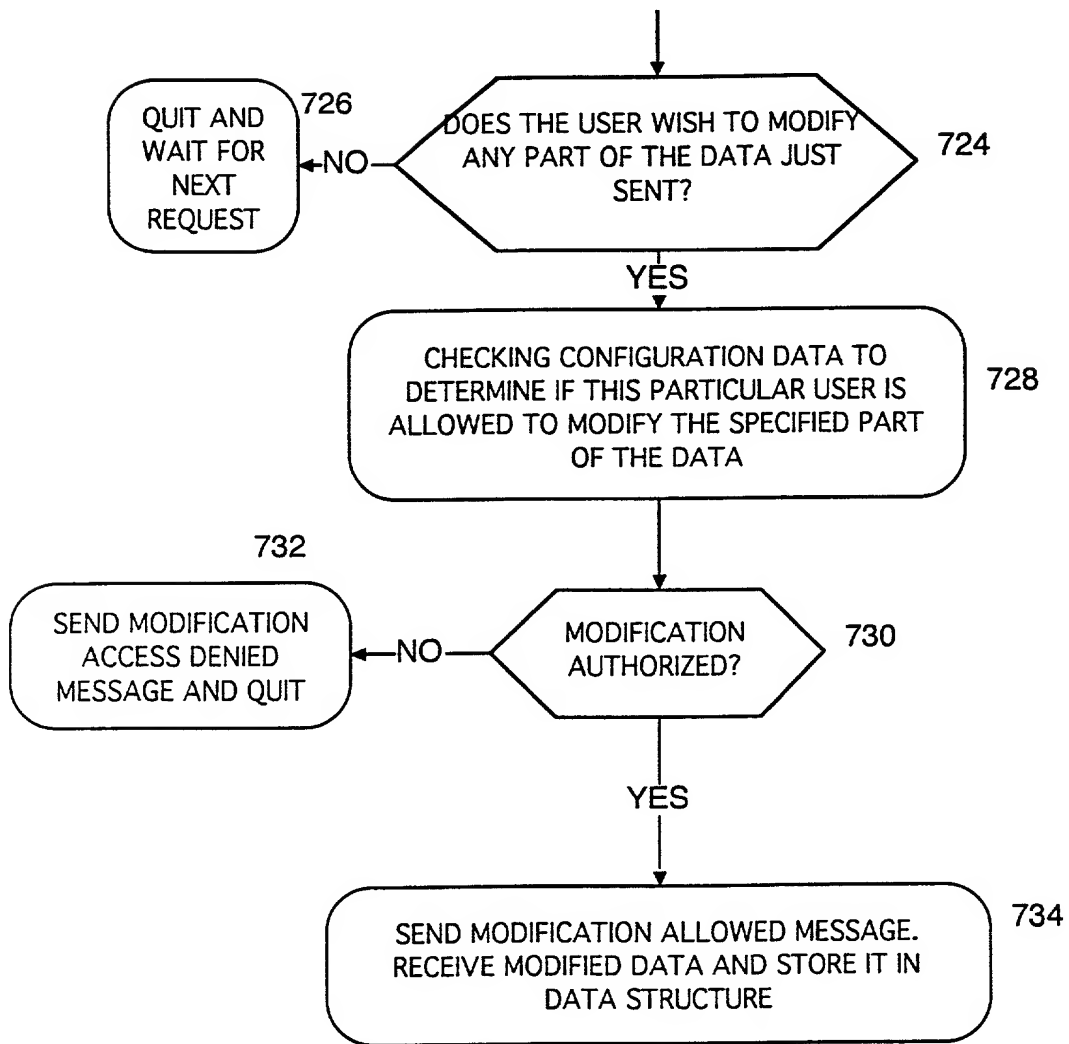 726
QUIT AND
WAIT FOR
NEXT
REQUEST
NO
DOES THE USER WISH TO MODIFY
ANY PART OF THE DATA JUST
SENT?
724
YES
CHECKING CONFIGURATION DATA TO
DETERMINE IF THIS PARTICULAR USER IS
ALLOWED TO MODIFY THE SPECIFIED PART
OF THE DATA
728
732
SEND MODIFICATION
ACCESS DENIED
MESSAGE AND QUIT
NO
MODIFICATION
AUTHORIZED?
730
YES
SEND MODIFICATION ALLOWED MESSAGE.
RECEIVE MODIFIED DATA AND STORE IT IN
DATA STRUCTURE
734